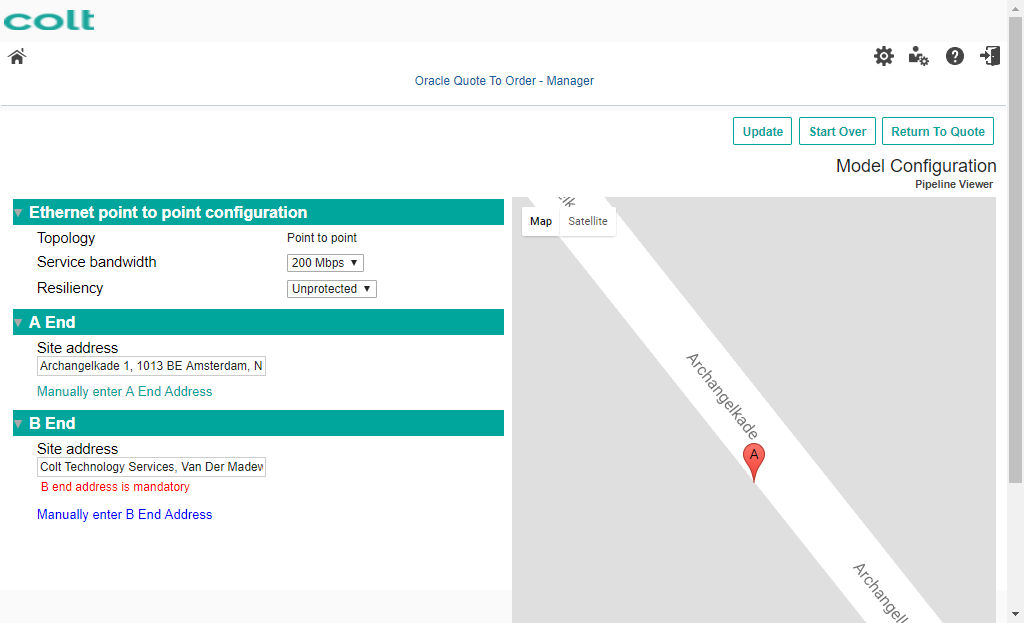 colt
Oracle Quote To Order - Manager
Update
Start Over
Return To Quote
Model Configuration
Pipeline Viewer
Ethernet point to point configuration
Topology
Point to point
Service bandwidth
200 Mbps
Resiliency
Unprotected
A End
Site address
Archangelkade 1, 1013 BE Amsterdam, N
Manually enter A End Address
B End
Site address
Colt Technology Services, Van Der Madew
B end address is mandatory
Manually enter B End Address
Map
Satellite
Archangelkade
A
Archangelk